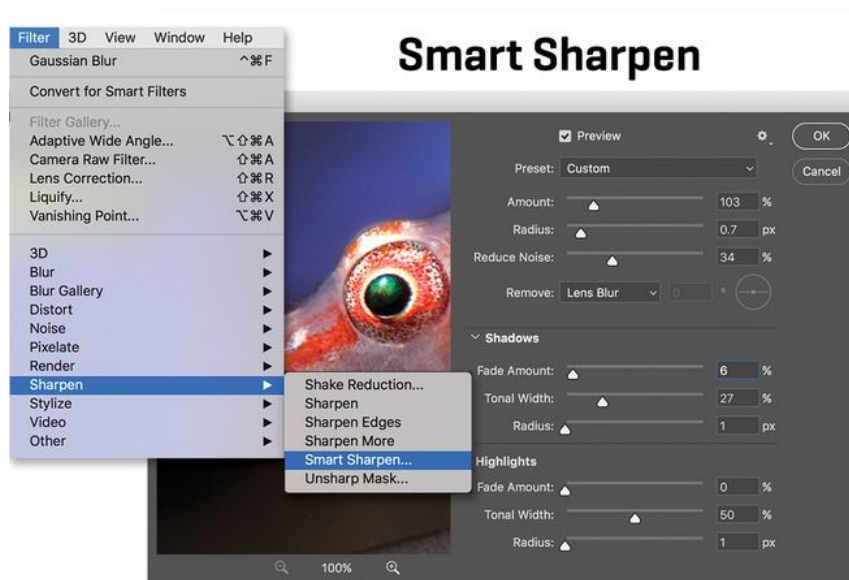 Filter 3D View Window Help
Smart Sharpen
Gaussian Blur ^⌘F
Convert for Smart Filters
Filter Gallery...
Adaptive Wide Angle... ⌥⇧⌘A
Camera Raw Filter... ⇧⌘A
Lens Correction... ⇧⌘R
Liquify... ⇧⌘X
Vanishing Point... ⌥⌘V
3D
Blur
Blur Gallery
Distort
Noise
Pixelate
Render
Sharpen
Stylize
Video
Other
Shake Reduction...
Sharpen
Sharpen Edges
Sharpen More
Smart Sharpen...
Unsharp Mask...
100%
Preview
OK
Cancel
Preset: Custom
Amount: 103 %
Radius: 0.7 px
Reduce Noise: 34 %
Remove: Lens Blur 0 °
Shadows
Fade Amount: 6 %
Tonal Width: 27 %
Radius: 1 px
Highlights
Fade Amount: 0 %
Tonal Width: 50 %
Radius: 1 px